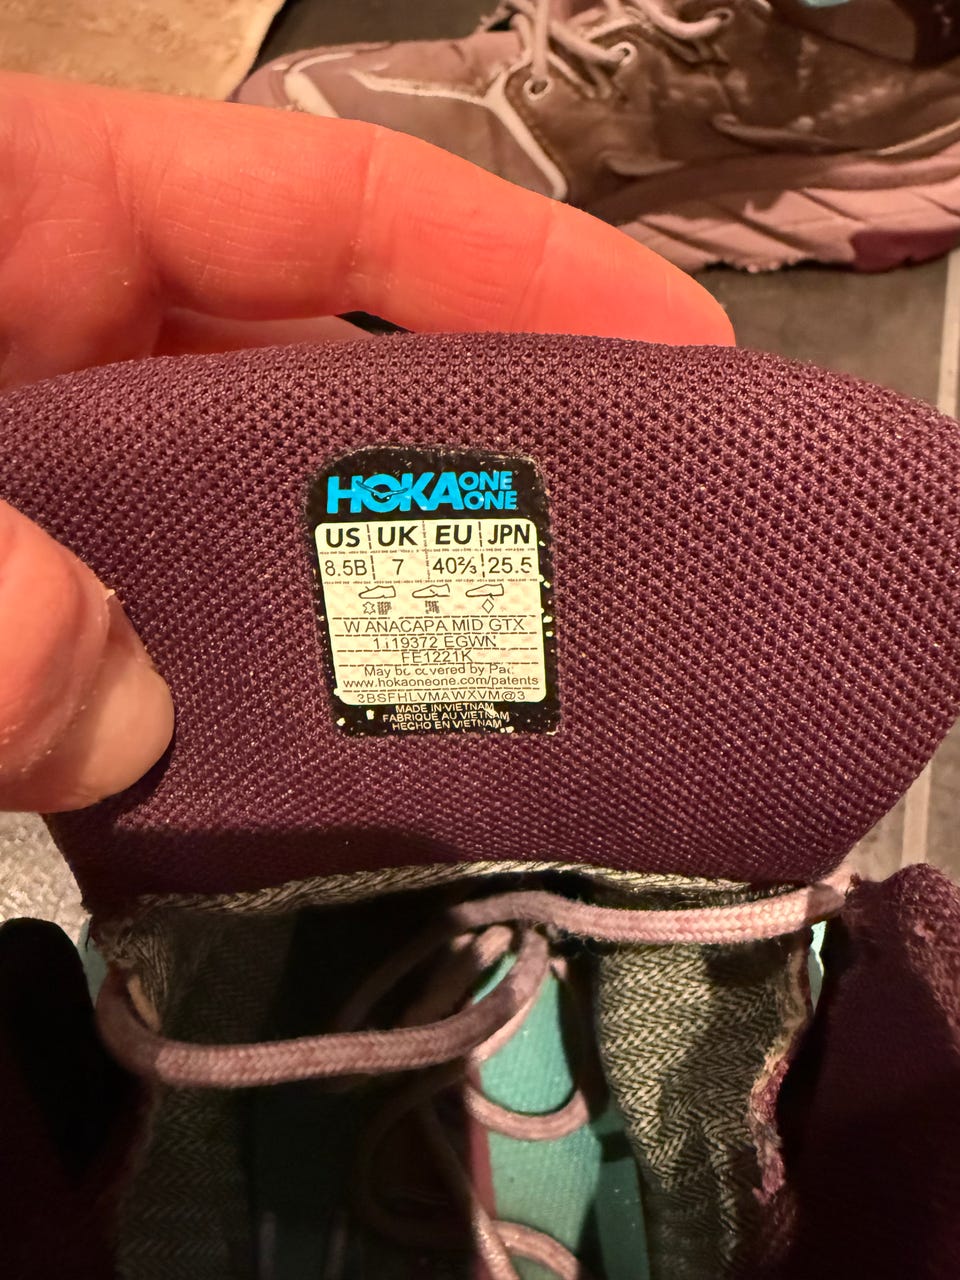 HOKA ONE ONE
US UK EU JPN
8.5B 7 40⅔ 25.5
W ANACAPA MID GTX
1119372 EGWN
FE1221K
May be covered by
www.hokaoneone.com/patents
3BSFHLVMAWXVM@3
MADE IN VIETNAM
FABRIQUE AU VIETNAM
HECHO EN VIETNAM